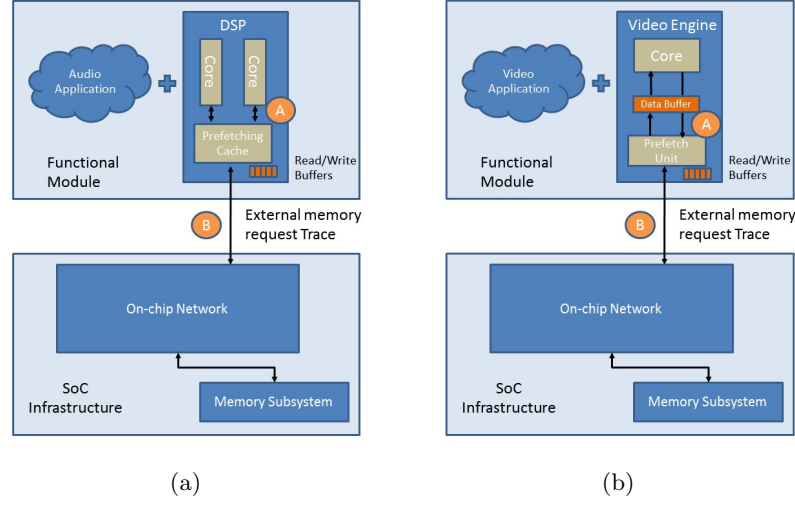 DSP
Core
Core
Audio
Application
A
Prefetching
Cache
Functional
Module
Read/Write
Buffers
B
External memory
request Trace
On-chip Network
SoC
Infrastructure
Memory Subsystem
(a)
Video Engine
Core
Video
Application
Data Buffer
A
Prefetch
Unit
Functional
Module
Read/Write
Buffers
B
External memory
request Trace
On-chip Network
SoC
Infrastructure
Memory Subsystem
(b)